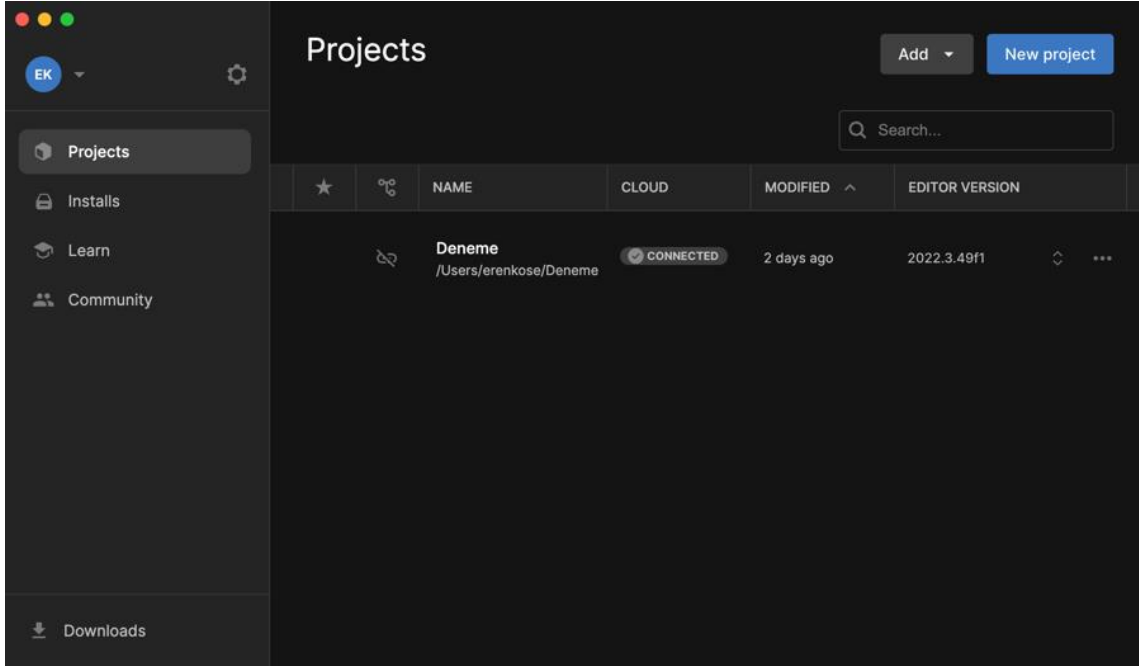 EK
Projects
Installs
Learn
Community
Downloads
Projects
Add
New project
Search...
NAME CLOUD MODIFIED EDITOR VERSION
Deneme
/Users/erenkose/Deneme
CONNECTED
2 days ago
2022.3.49f1